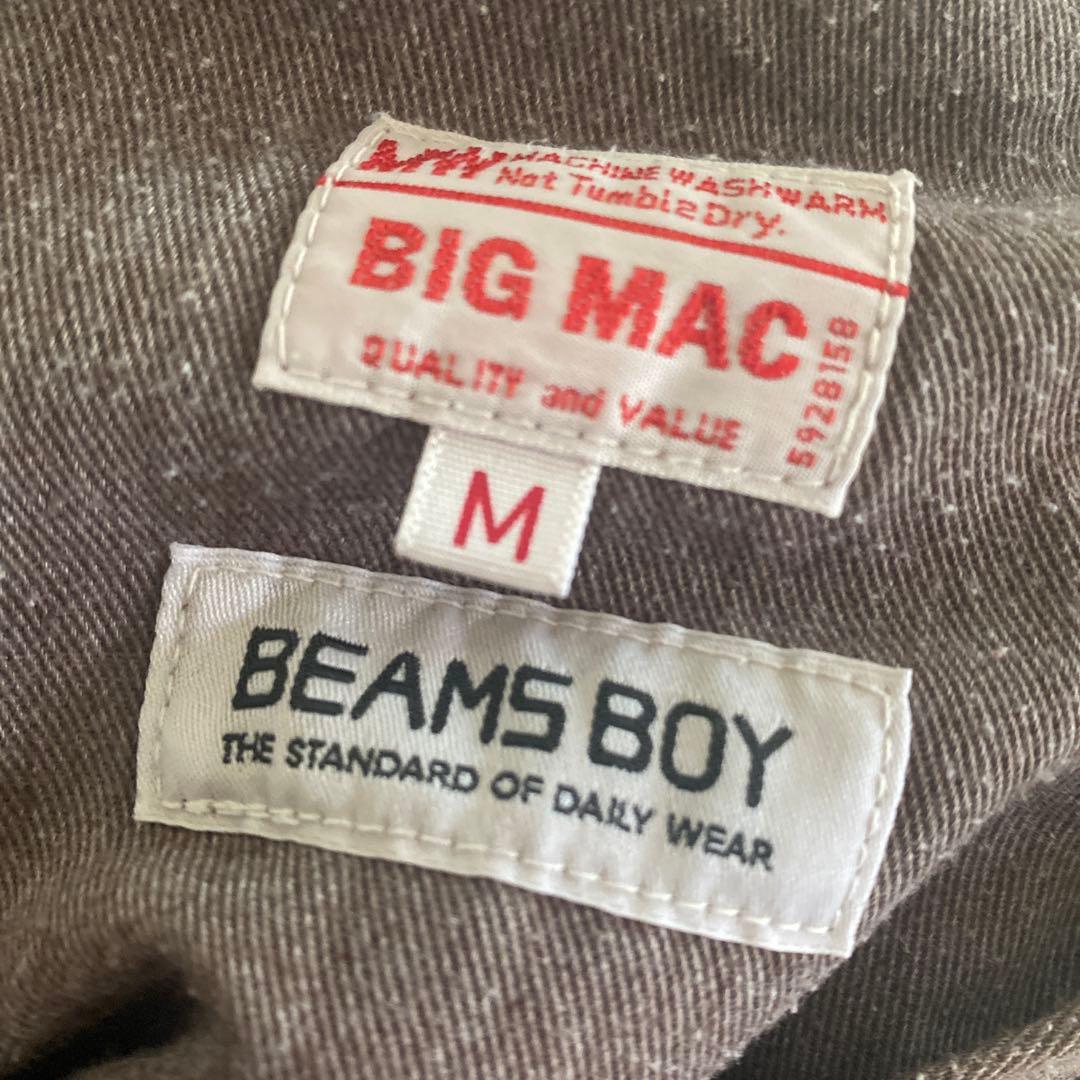 MW MACHINE WASH WARM
Not Tumble Dry.
BIG MAC
QUALITY and VALUE
5928158
M
BEAMS BOY
THE STANDARD OF DAILY WEAR